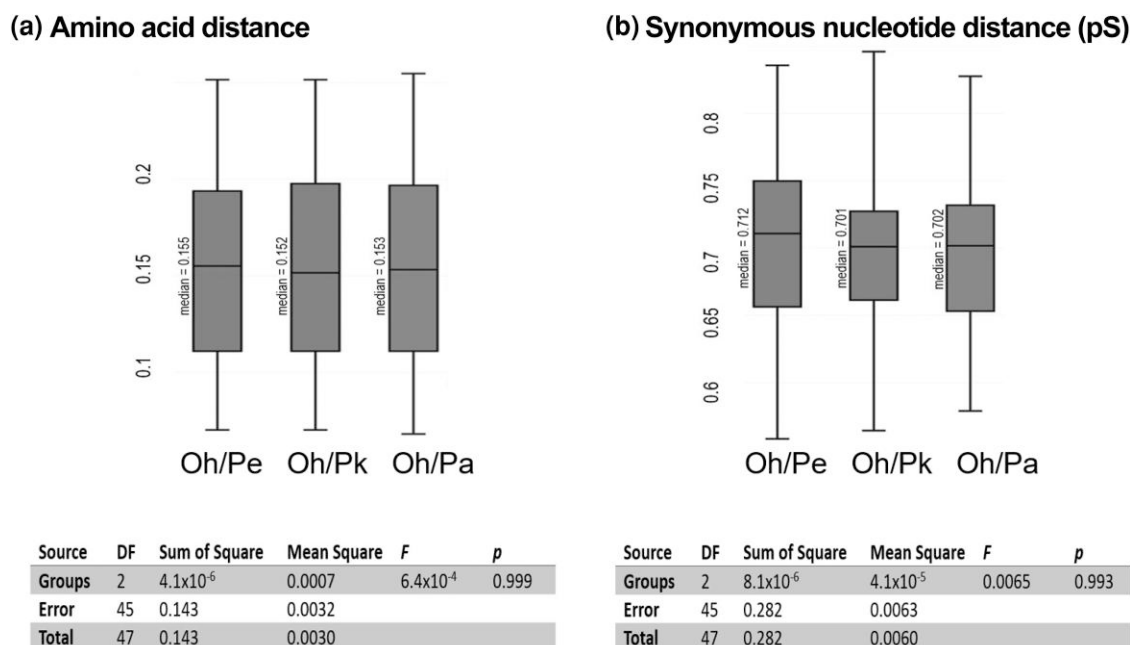 (a) Amino acid distance
0.2
0.15
0.1
median = 0.155
median = 0.152
median = 0.153
Oh/Pe Oh/Pk Oh/Pa
Source DF Sum of Square Mean Square F p
Groups 2 4.1x10⁻⁶ 0.0007 6.4x10⁻⁴ 0.999
Error 45 0.143 0.0032
Total 47 0.143 0.0030
(b) Synonymous nucleotide distance (pS)
0.8
0.75
0.7
0.65
0.6
median = 0.712
median = 0.701
median = 0.702
Oh/Pe Oh/Pk Oh/Pa
Source DF Sum of Square Mean Square F p
Groups 2 8.1x10⁻⁶ 4.1x10⁻⁵ 0.0065 0.993
Error 45 0.282 0.0063
Total 47 0.282 0.0060